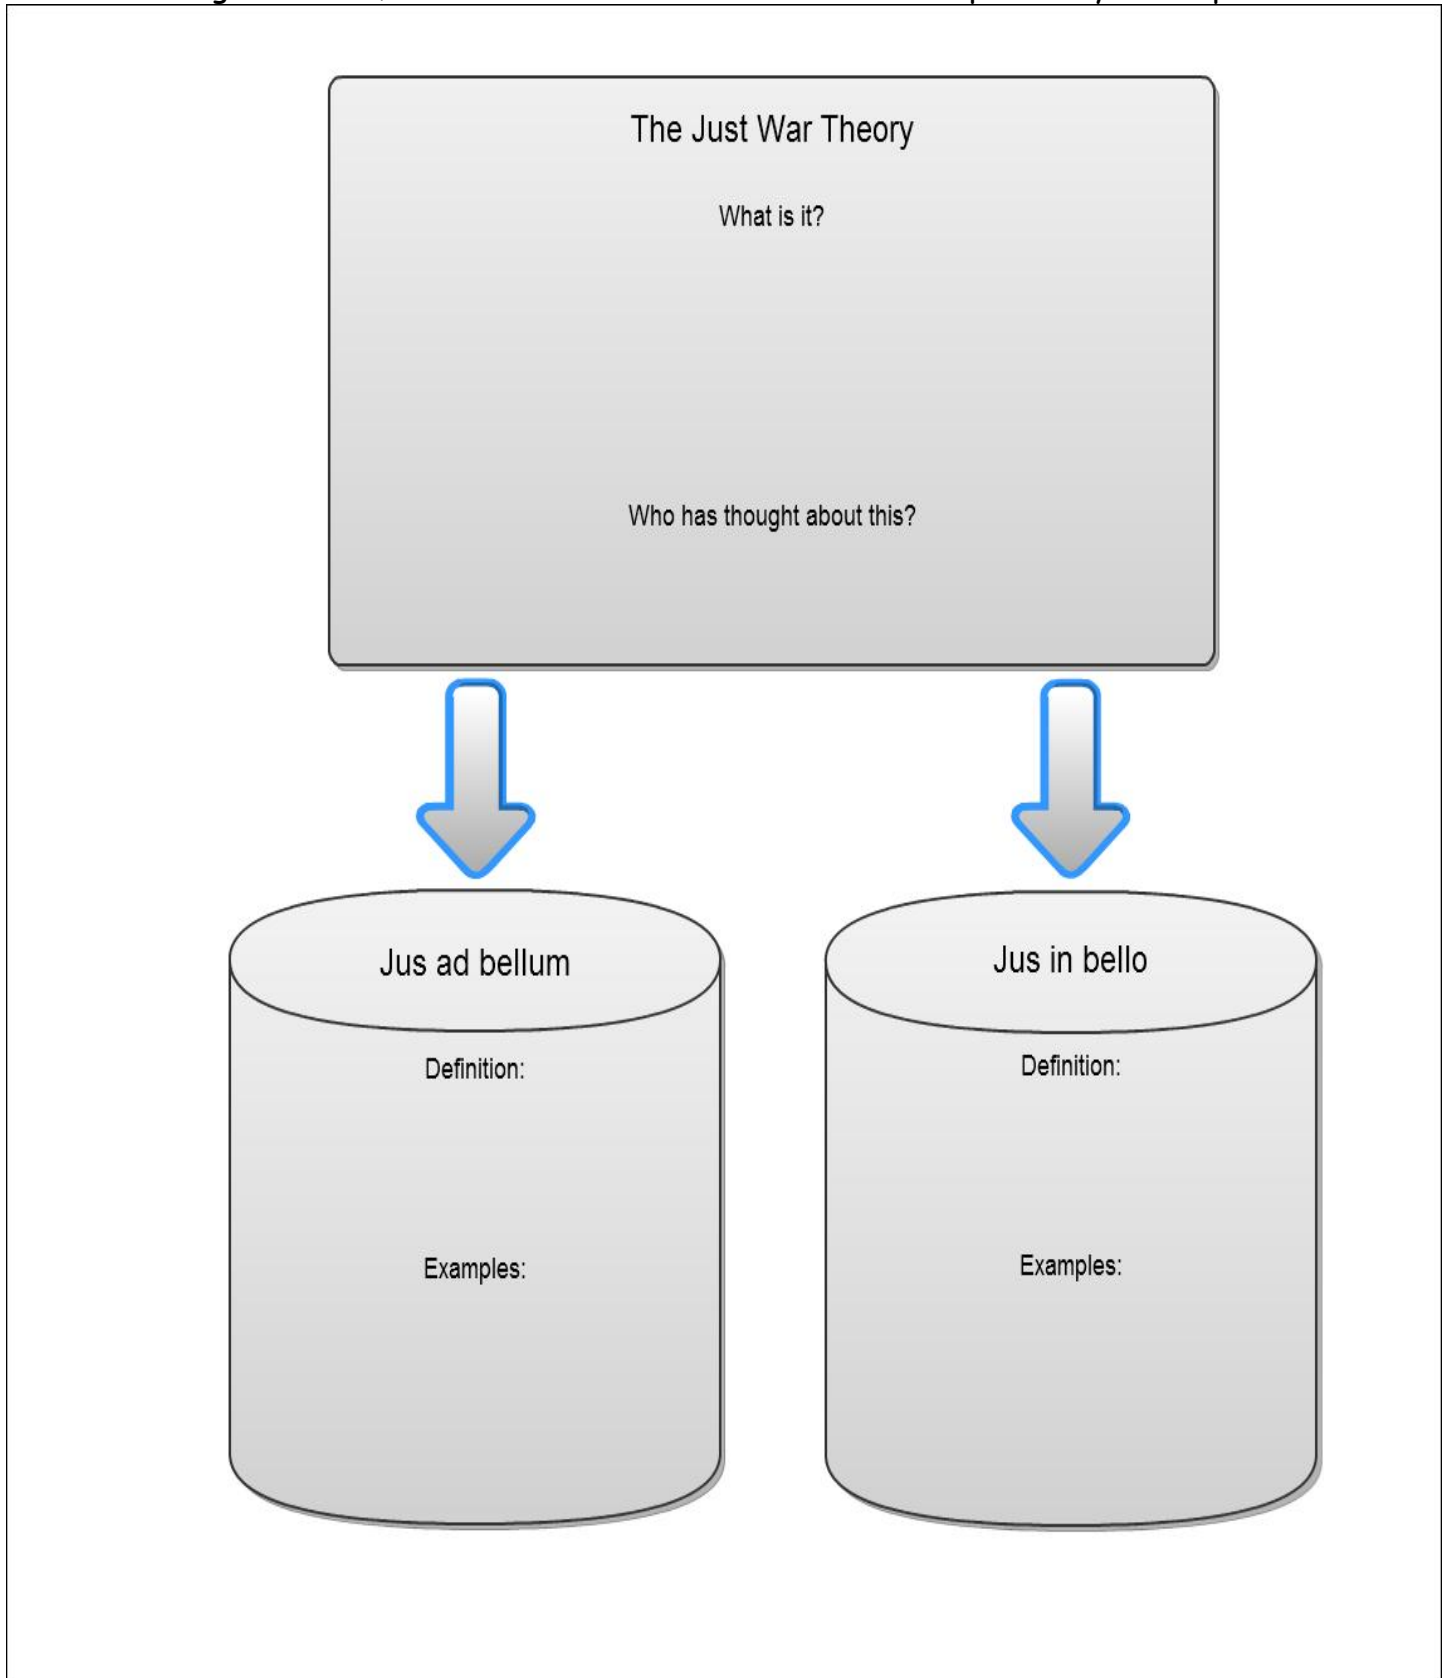 The Just War Theory
What is it?
Who has thought about this?
Jus ad bellum
Jus in bello
Definition:
Definition:
Examples:
Examples: